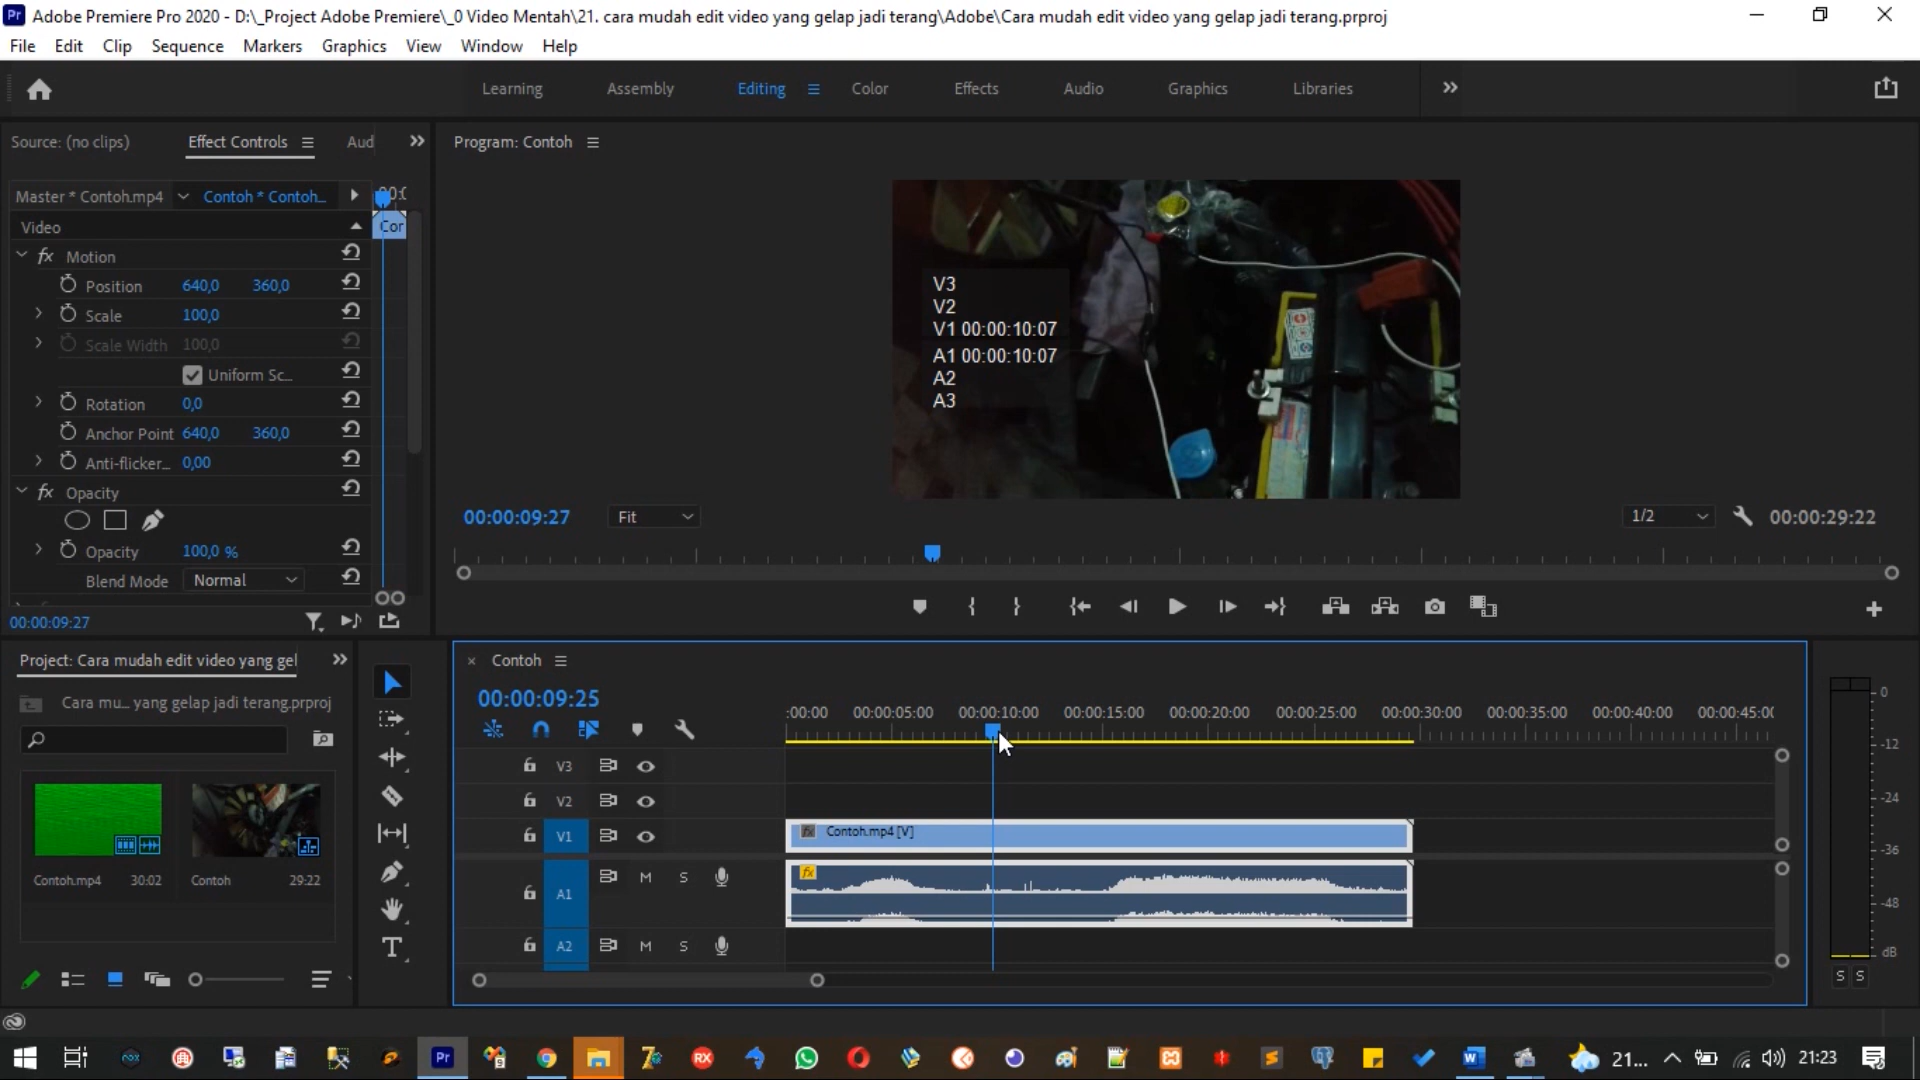 Adobe Premiere Pro 2020 - D:\_Project Adobe Premiere\_0 Video Mentah\21. cara mudah edit video yang gelap jadi terang\Adobe\Cara mudah edit video yang gelap jadi terang.prproj
File Edit Clip Sequence Markers Graphics View Window Help
Learning Assembly Editing Color Effects Audio Graphics Libraries
Source: (no clips) Effect Controls Aud
Program: Contoh
Master * Contoh.mp4 Contoh * Contoh...
Video Cor
Motion
Position 640,0 360,0
Scale 100,0
Scale Width 100,0
Uniform Sc...
Rotation 0,0
Anchor Point 640,0 360,0
Anti-flicker... 0,00
Opacity
Opacity 100,0 %
Blend Mode Normal
00:00:09:27
V3
V2
V1 00:00:10:07
A1 00:00:10:07
A2
A3
00:00:09:27 Fit 1/2 00:00:29:22
Project: Cara mudah edit video yang gel
Cara mu... yang gelap jadi terang.prproj
Contoh.mp4 30:02 Contoh 29:22
Contoh
00:00:09:25
:00:00 00:00:05:00 00:00:10:00 00:00:15:00 00:00:20:00 00:00:25:00 00:00:30:00 00:00:35:00 00:00:40:00 00:00:45:00
V3
V2
V1 Contoh.mp4 [V]
fx
A1 M S
A2 M S
0
-12
-24
-36
-48
dB
S S
21... 21:23